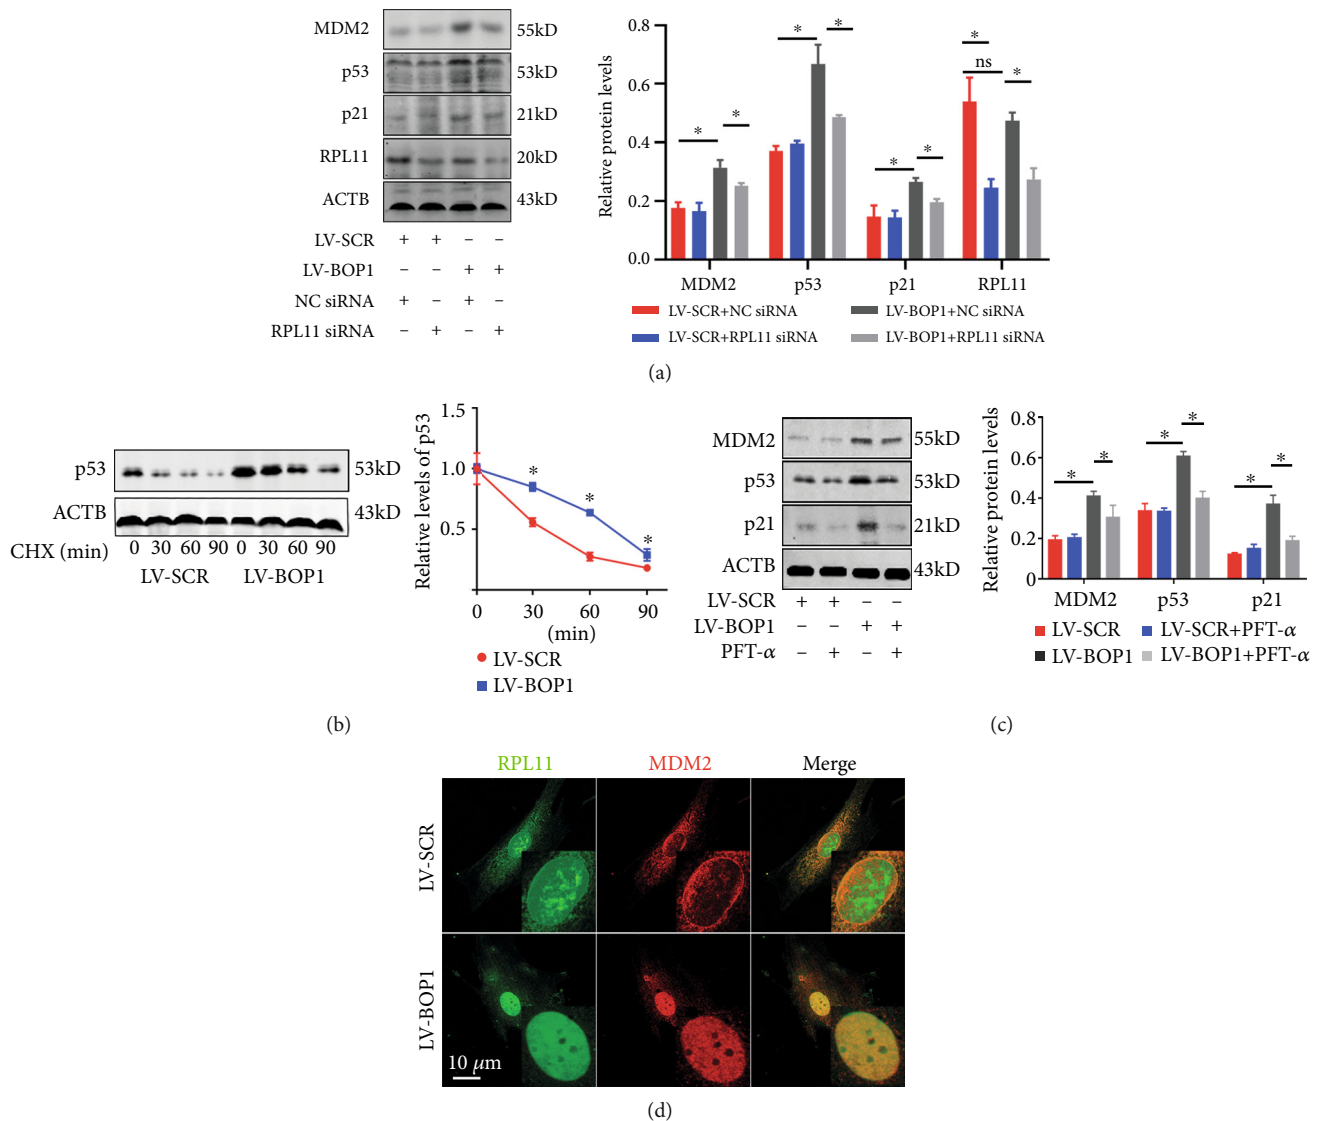 MDM2 55kD
p53 53kD
p21 21kD
RPL11 20kD
ACTB 43kD
LV-SCR + + – –
LV-BOP1 – – + +
NC siRNA + – + –
RPL11 siRNA – + – +
Relative protein levels
0.8
0.6
0.4
0.2
0.0
* * * * * * * ns *
MDM2 p53 p21 RPL11
LV-SCR+NC siRNA LV-BOP1+NC siRNA
LV-SCR+RPL11 siRNA LV-BOP1+RPL11 siRNA
(a)
p53 53kD
ACTB 43kD
CHX (min) 0 30 60 90 0 30 60 90
LV-SCR LV-BOP1
Relative levels of p53
1.5
1.0
0.5
* * *
0 30 60 90
(min)
LV-SCR
LV-BOP1
(b)
MDM2 55kD
p53 53kD
p21 21kD
ACTB 43kD
LV-SCR + + – –
LV-BOP1 – – + +
PFT-α – + – +
Relative protein levels
0.8
0.6
0.4
0.2
0
* * * * * *
MDM2 p53 p21
LV-SCR LV-SCR+PFT-α
LV-BOP1 LV-BOP1+PFT-α
(c)
RPL11 MDM2 Merge
LV-SCR
LV-BOP1
10 μm
(d)